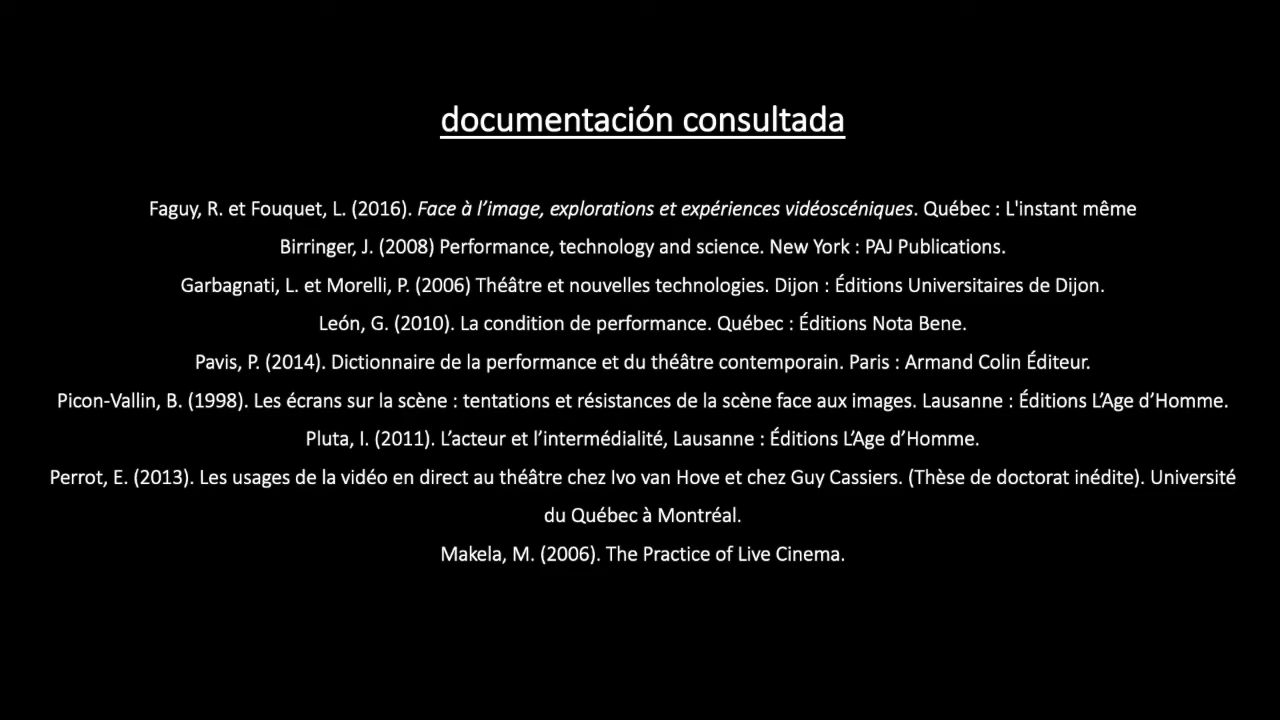 documentación consultada
Faguy, R. et Fouquet, L. (2016). Face à l’image, explorations et expériences vidéoscéniques. Québec : L'instant même
Birringer, J. (2008) Performance, technology and science. New York : PAJ Publications.
Garbagnati, L. et Morelli, P. (2006) Théâtre et nouvelles technologies. Dijon : Éditions Universitaires de Dijon.
León, G. (2010). La condition de performance. Québec : Éditions Nota Bene.
Pavis, P. (2014). Dictionnaire de la performance et du théâtre contemporain. Paris : Armand Colin Éditeur.
Picon-Vallin, B. (1998). Les écrans sur la scène : tentations et résistances de la scène face aux images. Lausanne : Éditions L’Age d’Homme.
Pluta, I. (2011). L’acteur et l’intermédialité, Lausanne : Éditions L’Age d’Homme.
Perrot, E. (2013). Les usages de la vidéo en direct au théâtre chez Ivo van Hove et chez Guy Cassiers. (Thèse de doctorat inédite). Université
du Québec à Montréal.
Makela, M. (2006). The Practice of Live Cinema.